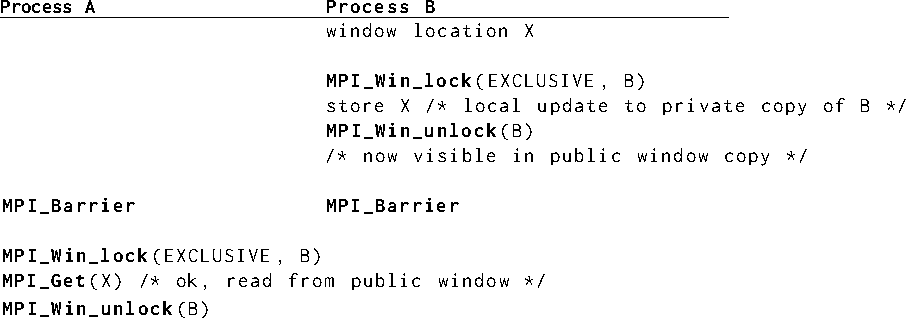 Process A Process B
window location X
MPI_Win_lock(EXCLUSIVE, B)
store X /* local update to private copy of B */
MPI_Win_unlock(B)
/* now visible in public window copy */
MPI_Barrier MPI_Barrier
MPI_Win_lock(EXCLUSIVE, B)
MPI_Get(X) /* ok, read from public window */
MPI_Win_unlock(B)